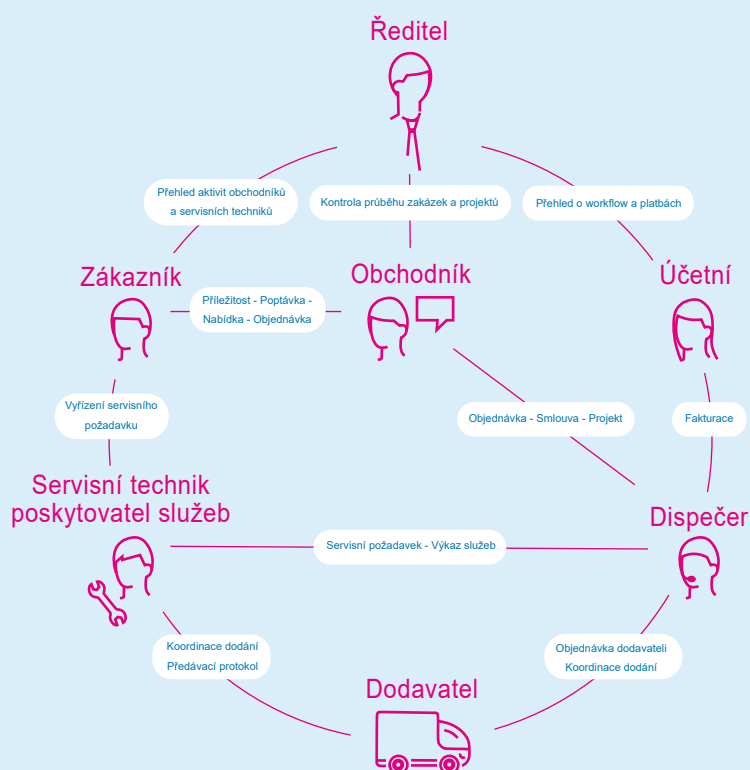 Ředitel
Přehled aktivit obchodníků
a servisních techniků
Kontrola průběhu zakázek a projektů
Přehled o workflow a platbách
Zákazník
Obchodník
Účetní
Příležitost - Poptávka -
Nabídka - Objednávka
Vyřízení servisního
požadavku
Objednávka - Smlouva - Projekt
Fakturace
Servisní technik
poskytovatel služeb
Dispečer
Servisní požadavek - Výkaz služeb
Koordinace dodání
Předávací protokol
Objednávka dodavateli
Koordinace dodání
Dodavatel